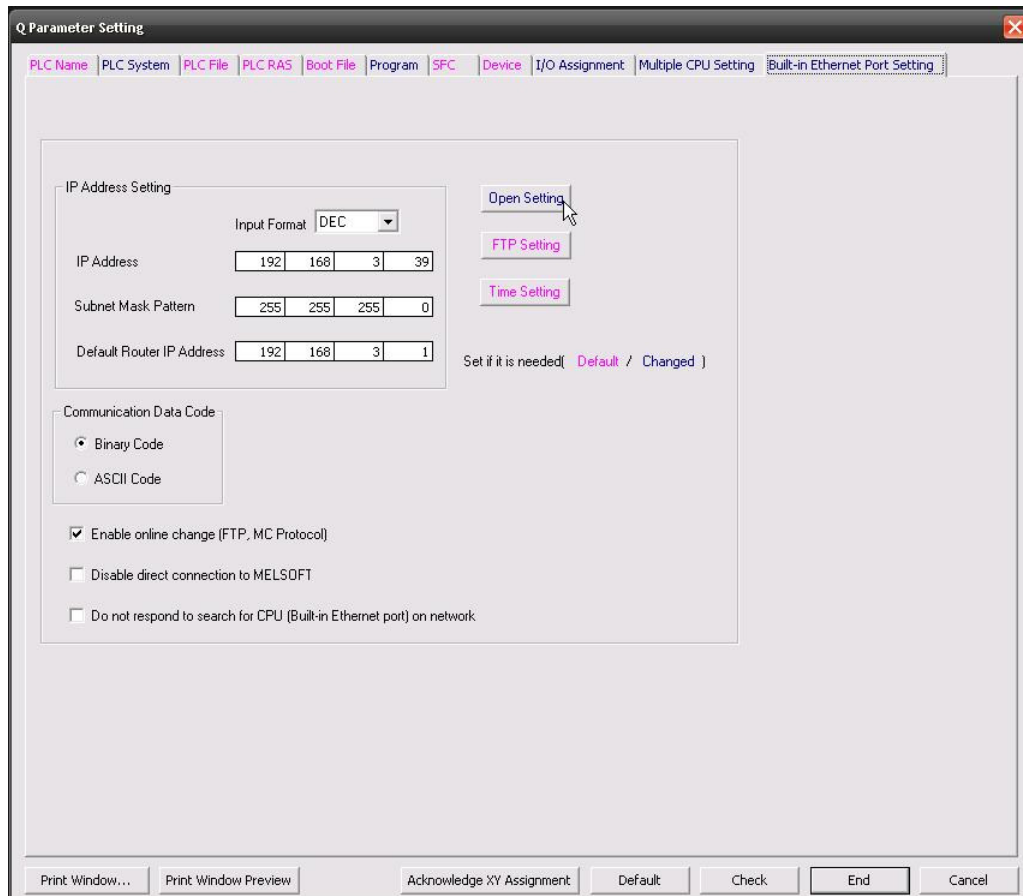 Q Parameter Setting
PLC Name PLC System PLC File PLC RAS Boot File Program SFC Device I/O Assignment Multiple CPU Setting Built-in Ethernet Port Setting
IP Address Setting
Input Format DEC
IP Address 192 168 3 39
Subnet Mask Pattern 255 255 255 0
Default Router IP Address 192 168 3 1
Open Setting
FTP Setting
Time Setting
Set if it is needed( Default / Changed )
Communication Data Code
Binary Code
ASCII Code
Enable online change (FTP, MC Protocol)
Disable direct connection to MELSOFT
Do not respond to search for CPU (Built-in Ethernet port) on network
Print Window... Print Window Preview Acknowledge XY Assignment Default Check End Cancel